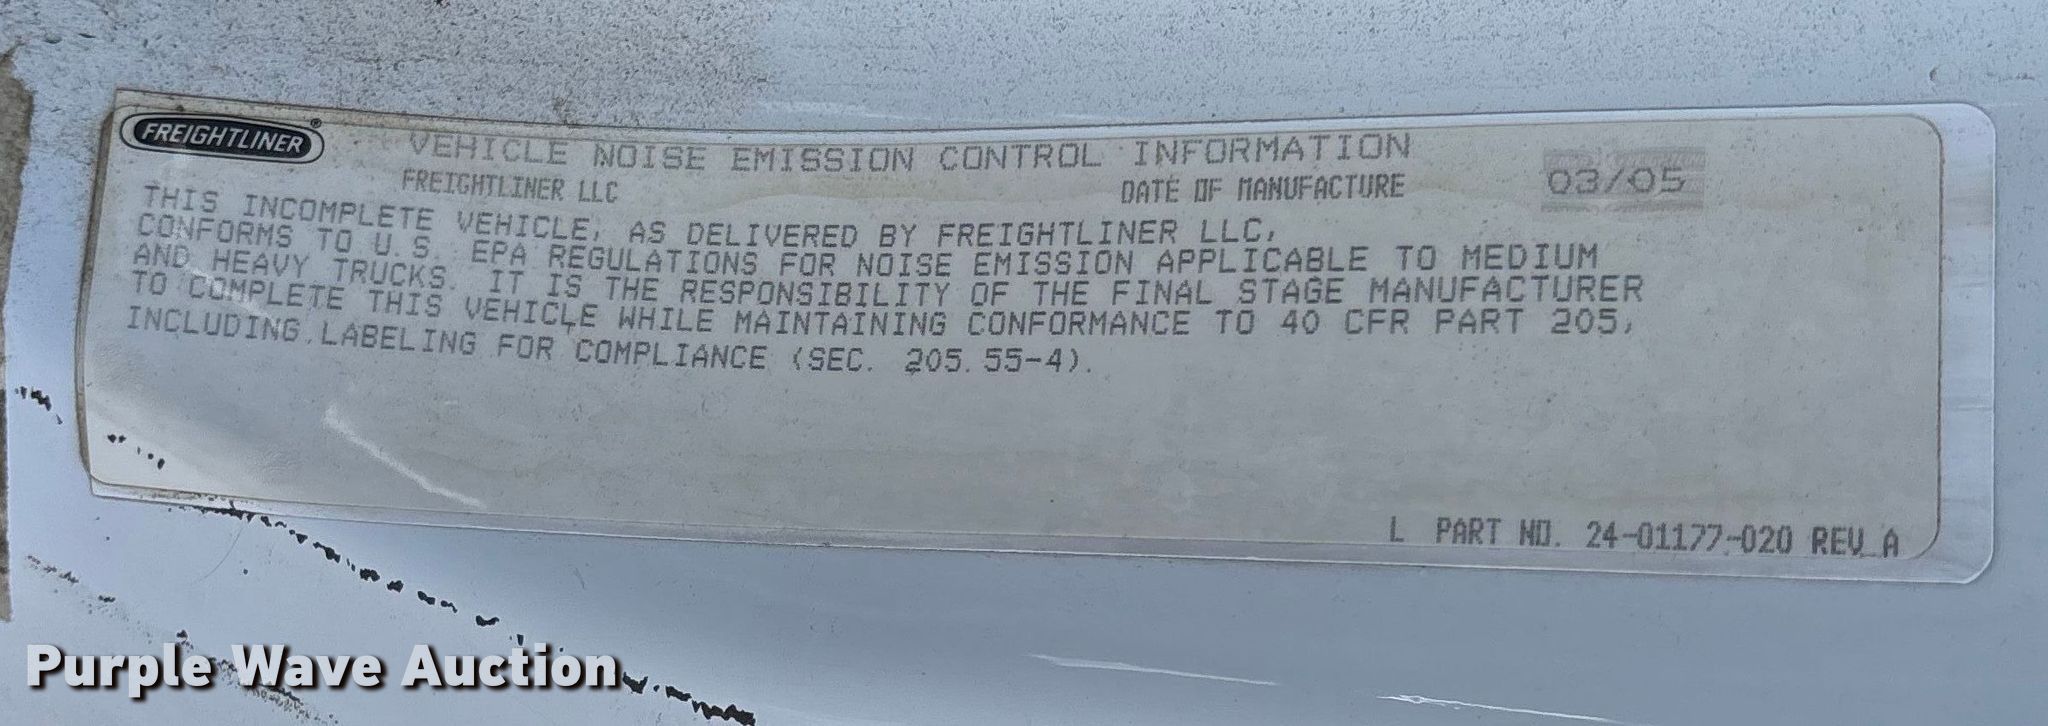 FREIGHTLINER®
VEHICLE NOISE EMISSION CONTROL INFORMATION
FREIGHTLINER LLC DATE OF MANUFACTURE 03/05
THIS INCOMPLETE VEHICLE, AS DELIVERED BY FREIGHTLINER LLC,
CONFORMS TO U.S. EPA REGULATIONS FOR NOISE EMISSION APPLICABLE TO MEDIUM
AND HEAVY TRUCKS. IT IS THE RESPONSIBILITY OF THE FINAL STAGE MANUFACTURER
TO COMPLETE THIS VEHICLE WHILE MAINTAINING CONFORMANCE TO 40 CFR PART 205,
INCLUDING LABELING FOR COMPLIANCE (SEC. 205.55-4).
L PART NO. 24-01177-020 REV A
Purple Wave Auction